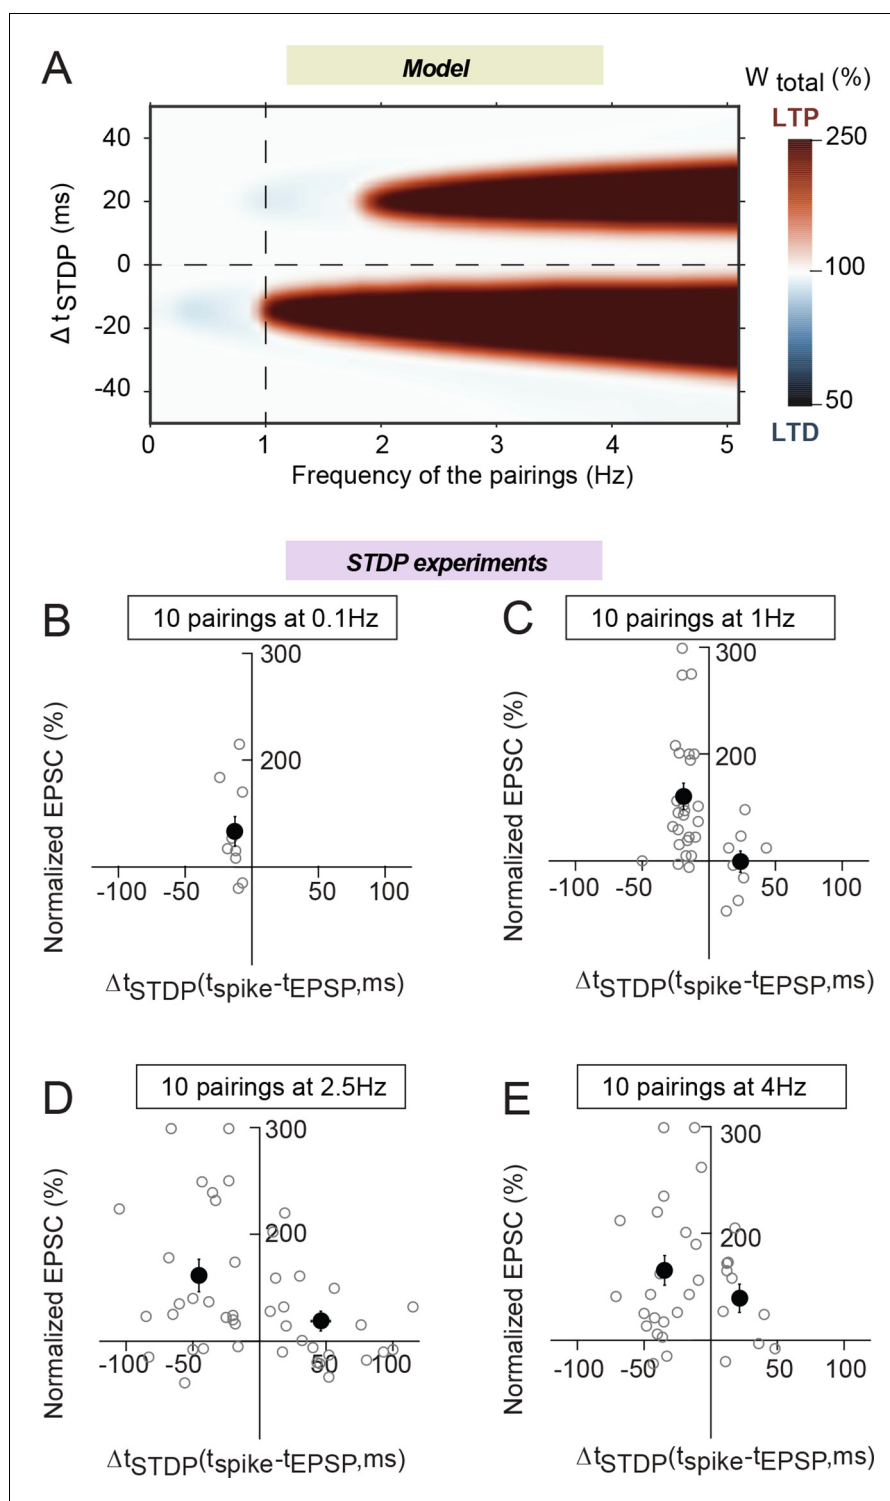 A
Model
W total (%)
LTP
250
100
50
LTD
Δ tSTDP (ms)
40
20
0
-20
-40
0 1 2 3 4 5
Frequency of the pairings (Hz)
STDP experiments
B
10 pairings at 0.1Hz
Normalized EPSC (%)
300
200
-100 -50 50 100
ΔtSTDP(tspike-tEPSP,ms)
C
10 pairings at 1Hz
Normalized EPSC (%)
300
200
-100 -50 50 100
ΔtSTDP(tspike-tEPSP,ms)
D
10 pairings at 2.5Hz
Normalized EPSC (%)
300
200
-100 -50 50 100
ΔtSTDP(tspike-tEPSP,ms)
E
10 pairings at 4Hz
Normalized EPSC (%)
300
200
-100 -50 50 100
ΔtSTDP(tspike-tEPSP,ms)